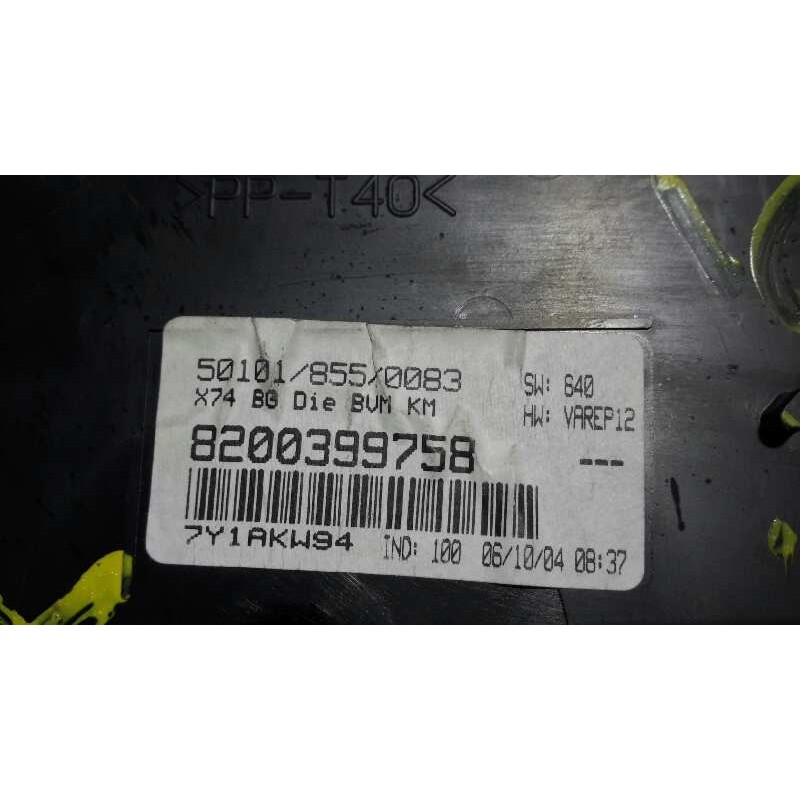 >PP-T40<
50101/855/0083
X74 BG Die BVM KM
8200399758
7Y1AKW94 IND: 100 06/10/04 08:37
SW: 640
HW: VAREP12
---